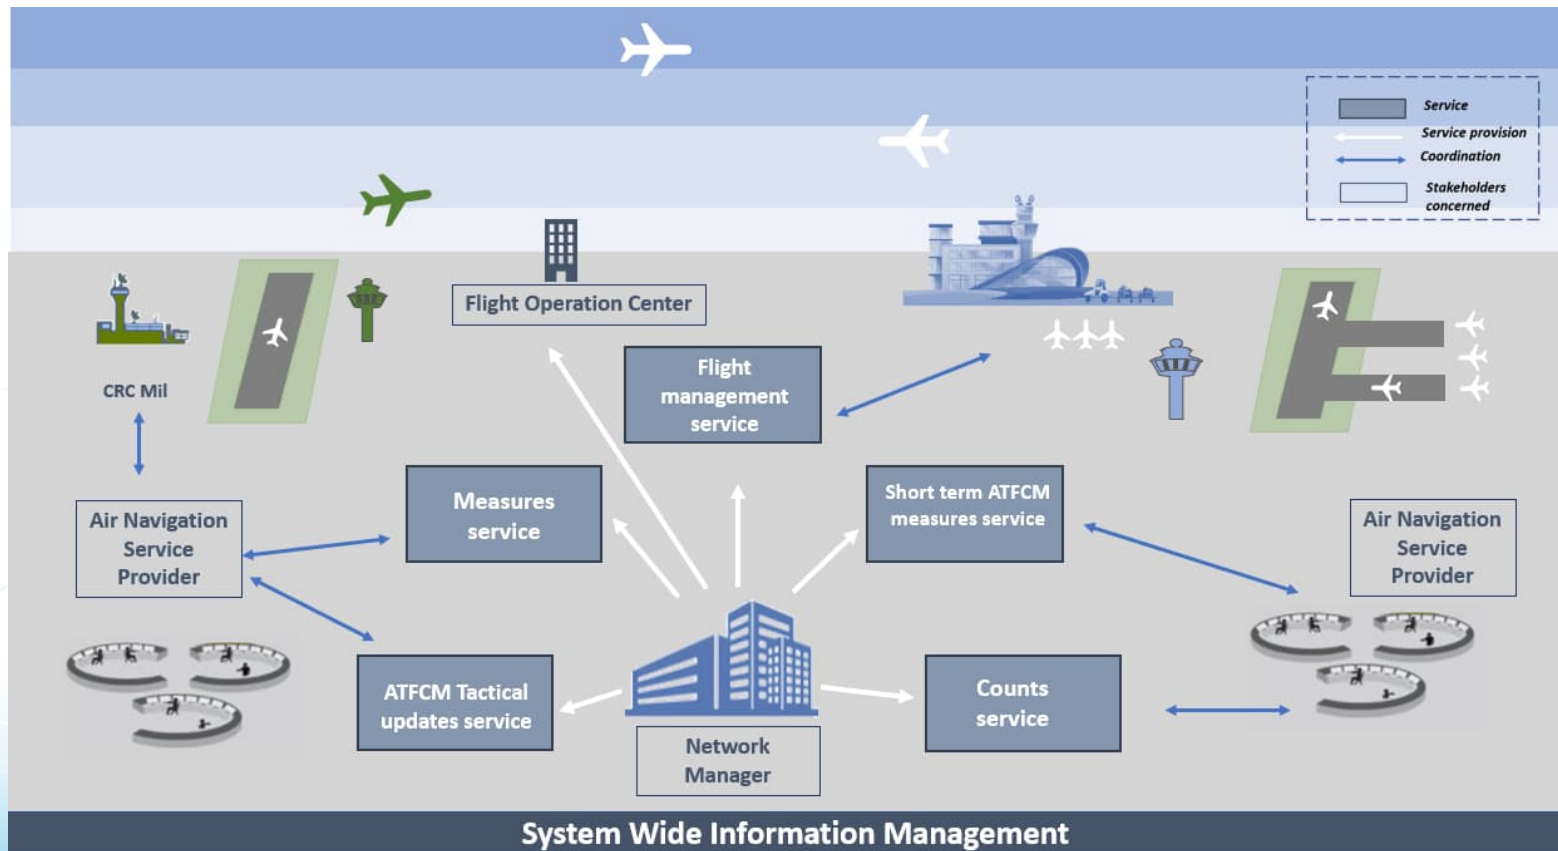 Service
Service provision
Coordination
Stakeholders
concerned
Flight Operation Center
Flight
management
service
CRC Mil
Measures
service
Short term ATFCM
measures service
Air Navigation
Service
Provider
Air Navigation
Service
Provider
ATFCM Tactical
updates service
Counts
service
Network
Manager
System Wide Information Management